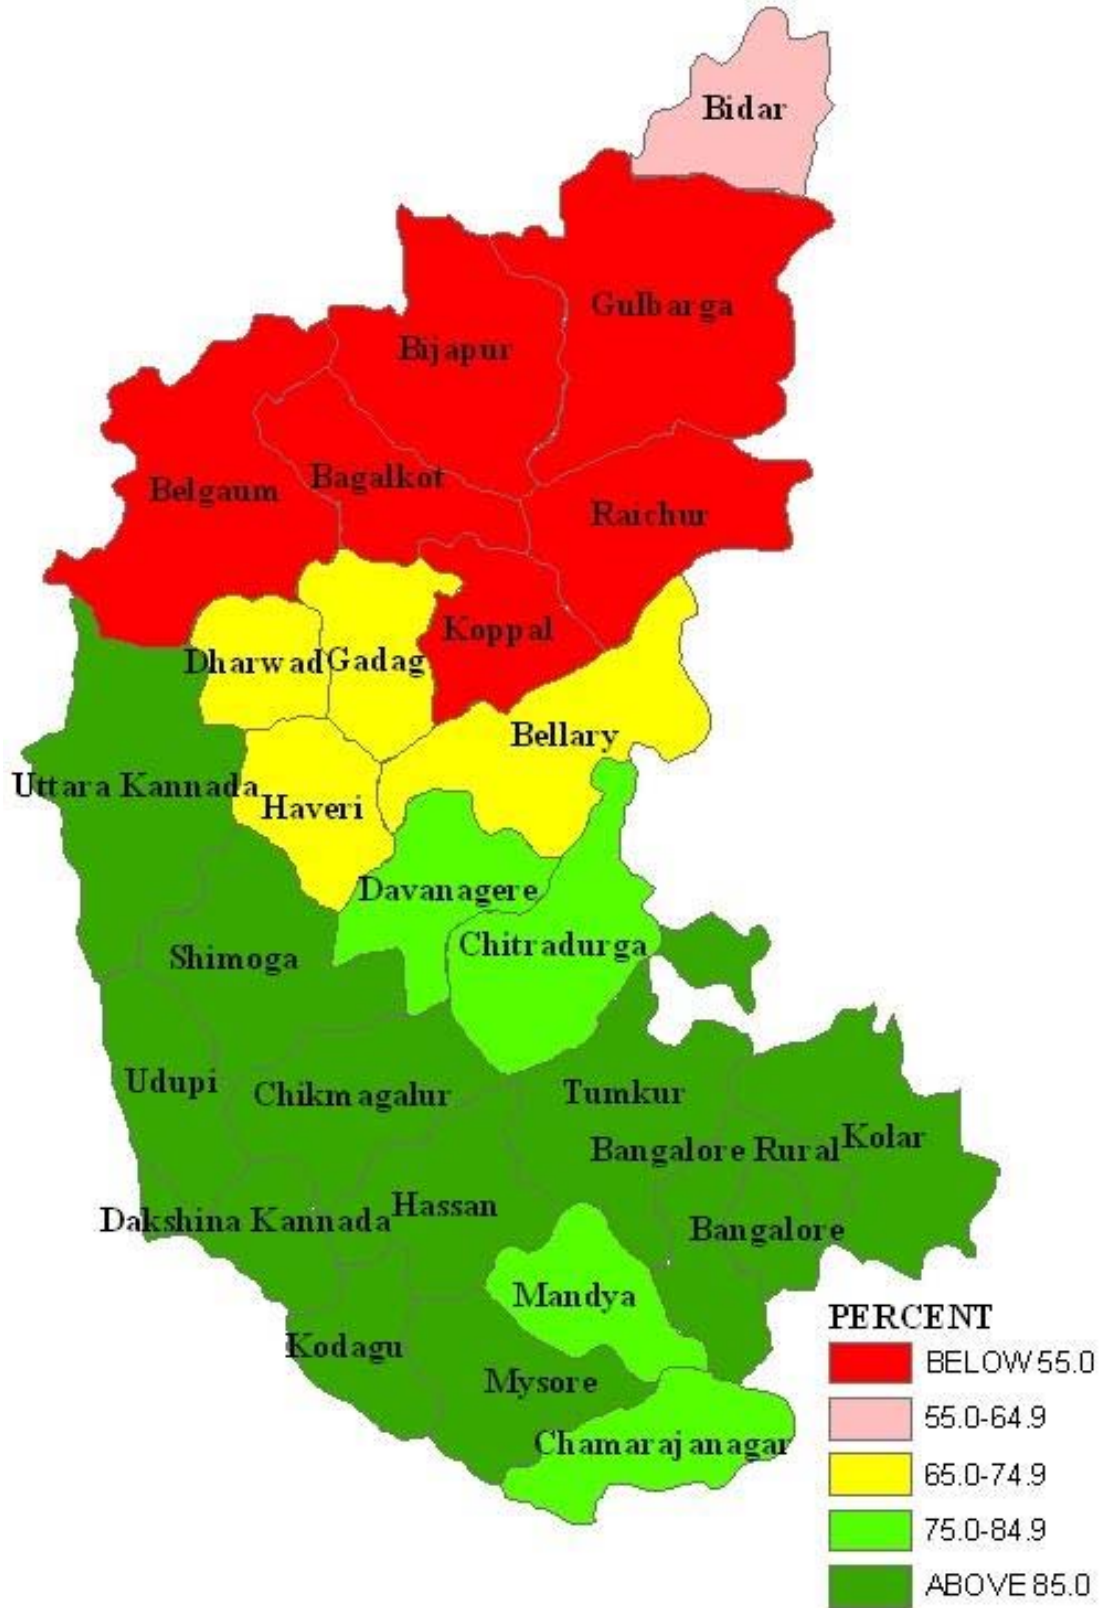 Bidar
Gulbarga
Bijapur
Bagalkot
Belgaum
Raichur
Koppal
Dharwad
Gadag
Bellary
Uttara Kannada
Haveri
Davanagere
Chitradurga
Shimoga
Udupi
Chikmagalur
Tumkur
Bangalore Rural
Kolar
Dakshina Kannada
Hassan
Bangalore
Mandya
Kodagu
Mysore
Chamarajanagar
PERCENT
BELOW 55.0
55.0-64.9
65.0-74.9
75.0-84.9
ABOVE 85.0